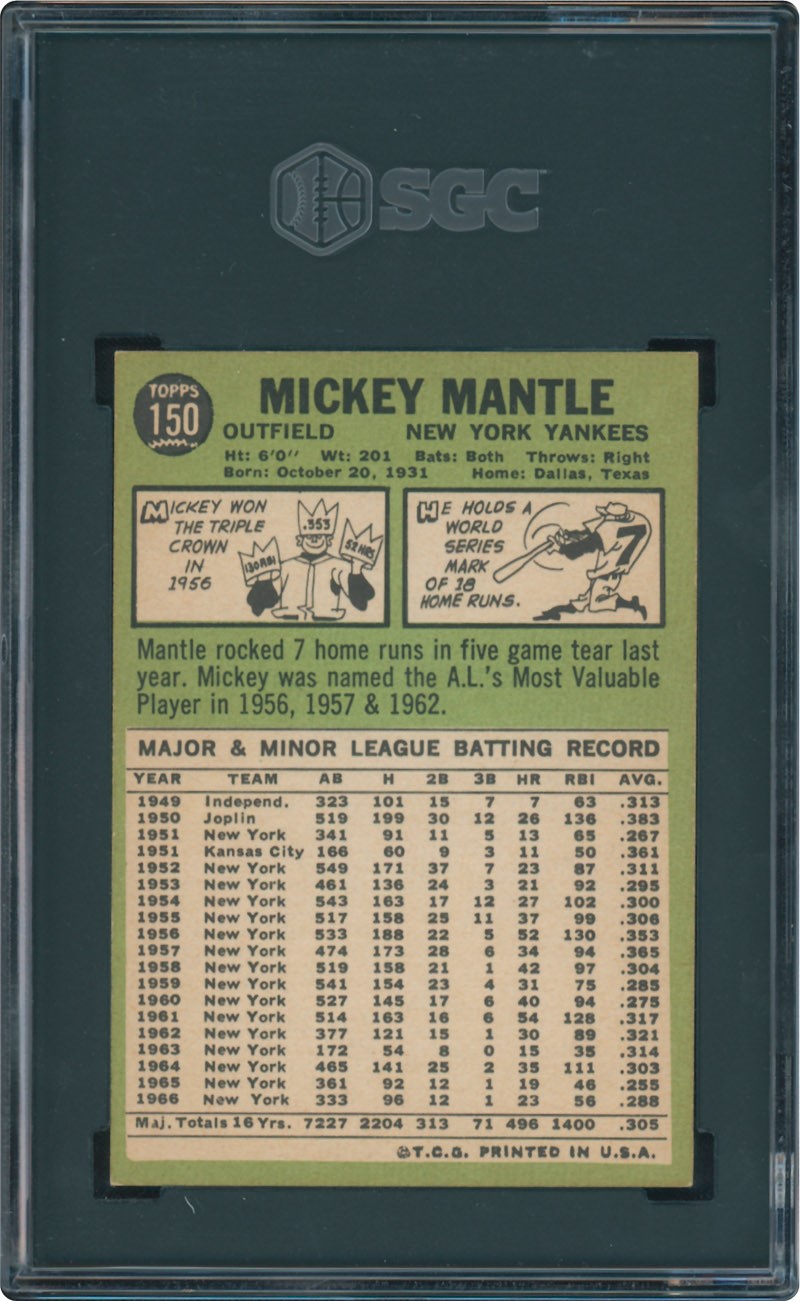 SGC
TOPPS
150
MICKEY MANTLE
OUTFIELD NEW YORK YANKEES
Ht: 6'0" Wt: 201 Bats: Both Throws: Right
Born: October 20, 1931 Home: Dallas, Texas
MICKEY WON
THE TRIPLE
CROWN
IN
1956
.353
130 RBI
52 HRS
HE HOLDS A
WORLD
SERIES
MARK
OF 18
HOME RUNS.
7
Mantle rocked 7 home runs in five game tear last
year. Mickey was named the A.L.'s Most Valuable
Player in 1956, 1957 & 1962.
MAJOR & MINOR LEAGUE BATTING RECORD
YEAR TEAM AB H 2B 3B HR RBI AVG.
1949 Independ. 323 101 15 7 7 63 .313
1950 Joplin 519 199 30 12 26 136 .383
1951 New York 341 91 11 5 13 65 .267
1951 Kansas City 166 60 9 3 11 50 .361
1952 New York 549 171 37 7 23 87 .311
1953 New York 461 136 24 3 21 92 .295
1954 New York 543 163 17 12 27 102 .300
1955 New York 517 158 25 11 37 99 .306
1956 New York 533 188 22 5 52 130 .353
1957 New York 474 173 28 6 34 94 .365
1958 New York 519 158 21 1 42 97 .304
1959 New York 541 154 23 4 31 75 .285
1960 New York 527 145 17 6 40 94 .275
1961 New York 514 163 16 6 54 128 .317
1962 New York 377 121 15 1 30 89 .321
1963 New York 172 54 8 0 15 35 .314
1964 New York 465 141 25 2 35 111 .303
1965 New York 361 92 12 1 19 46 .255
1966 New York 333 96 12 1 23 56 .288
Maj. Totals 16 Yrs. 7227 2204 313 71 496 1400 .305
©T.C.G. PRINTED IN U.S.A.